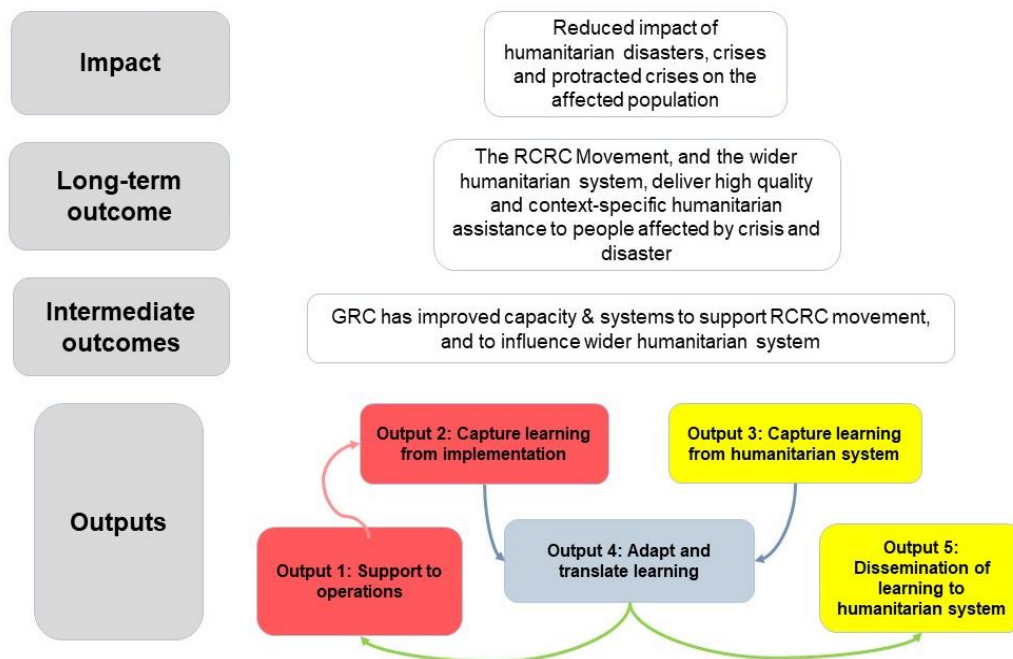 Impact
Reduced impact of
humanitarian disasters, crises
and protracted crises on the
affected population
Long-term
outcome
The RCRC Movement, and the wider
humanitarian system, deliver high quality
and context-specific humanitarian
assistance to people affected by crisis and
disaster
Intermediate
outcomes
GRC has improved capacity & systems to support RCRC movement,
and to influence wider humanitarian system
Outputs
Output 2: Capture learning
from implementation
Output 3: Capture learning
from humanitarian system
Output 1: Support to
operations
Output 4: Adapt and
translate learning
Output 5:
Dissemination of
learning to
humanitarian system